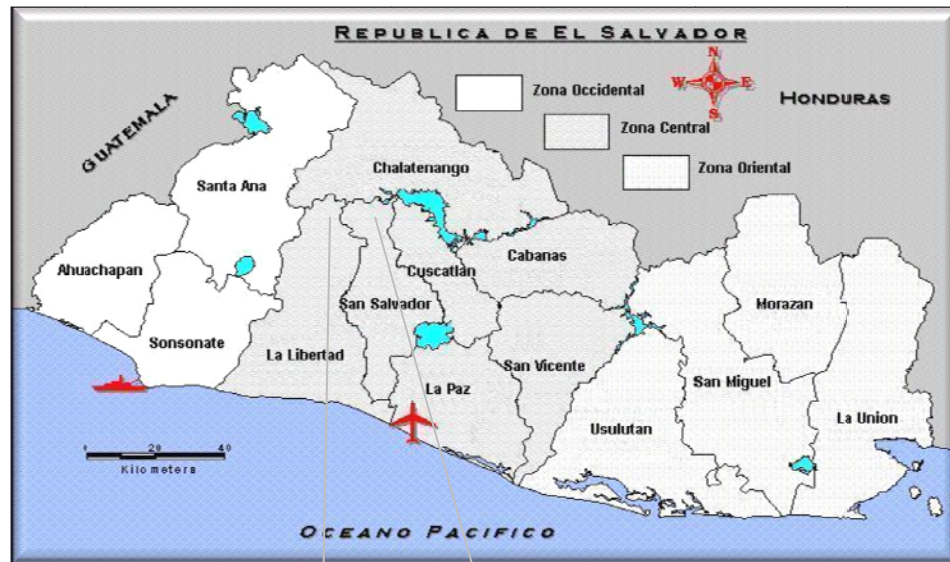 REPUBLICA DE EL SALVADOR
N
W E
S
Zona Occidental
HONDURAS
GUATEMALA
Zona Central
Zona Oriental
Chalatenango
Santa Ana
Cabanas
Ahuachapan
Cuscatlán
San Salvador
Morazan
Sonsonate
La Libertad
San Vicente
La Paz
San Miguel
La Union
Usulutan
20 40
Kilometers
OCEANO PACIFICO